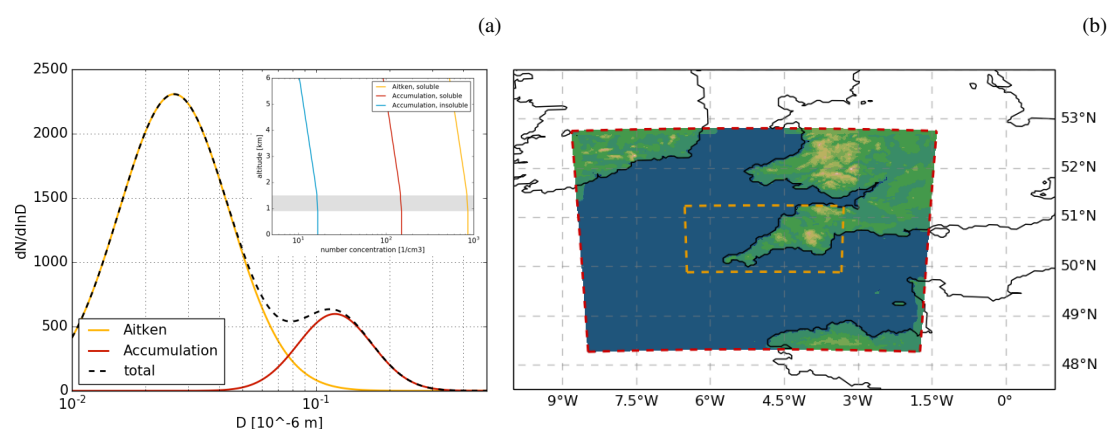 (a)
(b)
2500
2000
1500
1000
500
0
dN/dlnD
10^-2
10^-1
D [10^-6 m]
Aitken
Accumulation
total
6
5
4
3
2
1
0
altitude [km]
10^1
10^2
10^3
number concentration [1/cm3]
Aitken, soluble
Accumulation, soluble
Accumulation, insoluble
53°N
52°N
51°N
50°N
49°N
48°N
9°W 7.5°W 6°W 4.5°W 3°W 1.5°W 0°